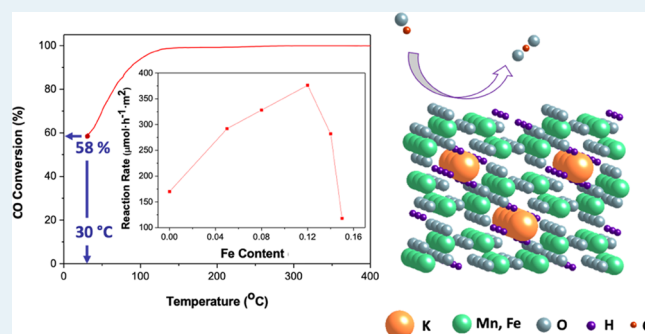 CO Conversion (%)
100
80
60
40
20
0
58 %
30 °C
0
100
200
300
400
Temperature (°C)
Reaction Rate (μmol·h⁻¹·m²)
400
350
300
250
200
150
100
0.00
0.04
0.08
0.12
0.16
Fe Content
K
Mn, Fe
O
H